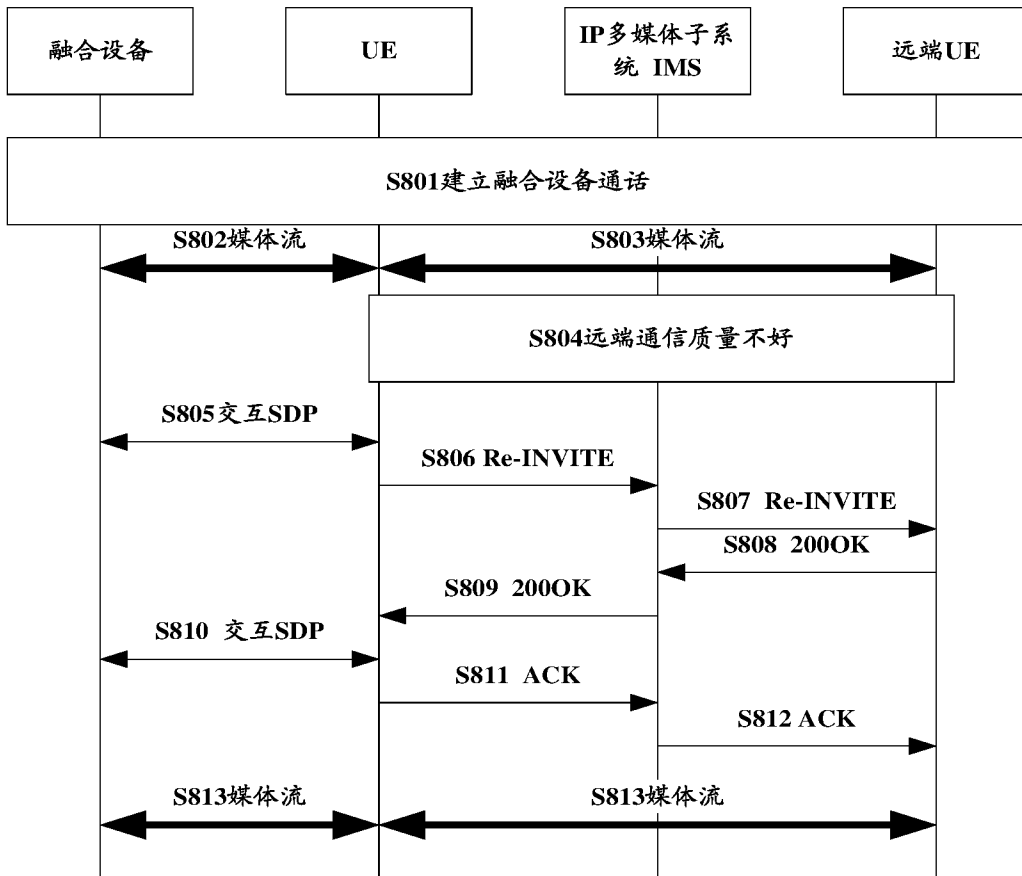 融合设备
UE
IP多媒体子系
统 IMS
远端UE
S801建立融合设备通话
S802媒体流
S803媒体流
S804远端通信质量不好
S805交互SDP
S806 Re-INVITE
S807 Re-INVITE
S808 200OK
S809 200OK
S810 交互SDP
S811 ACK
S812 ACK
S813媒体流
S813媒体流